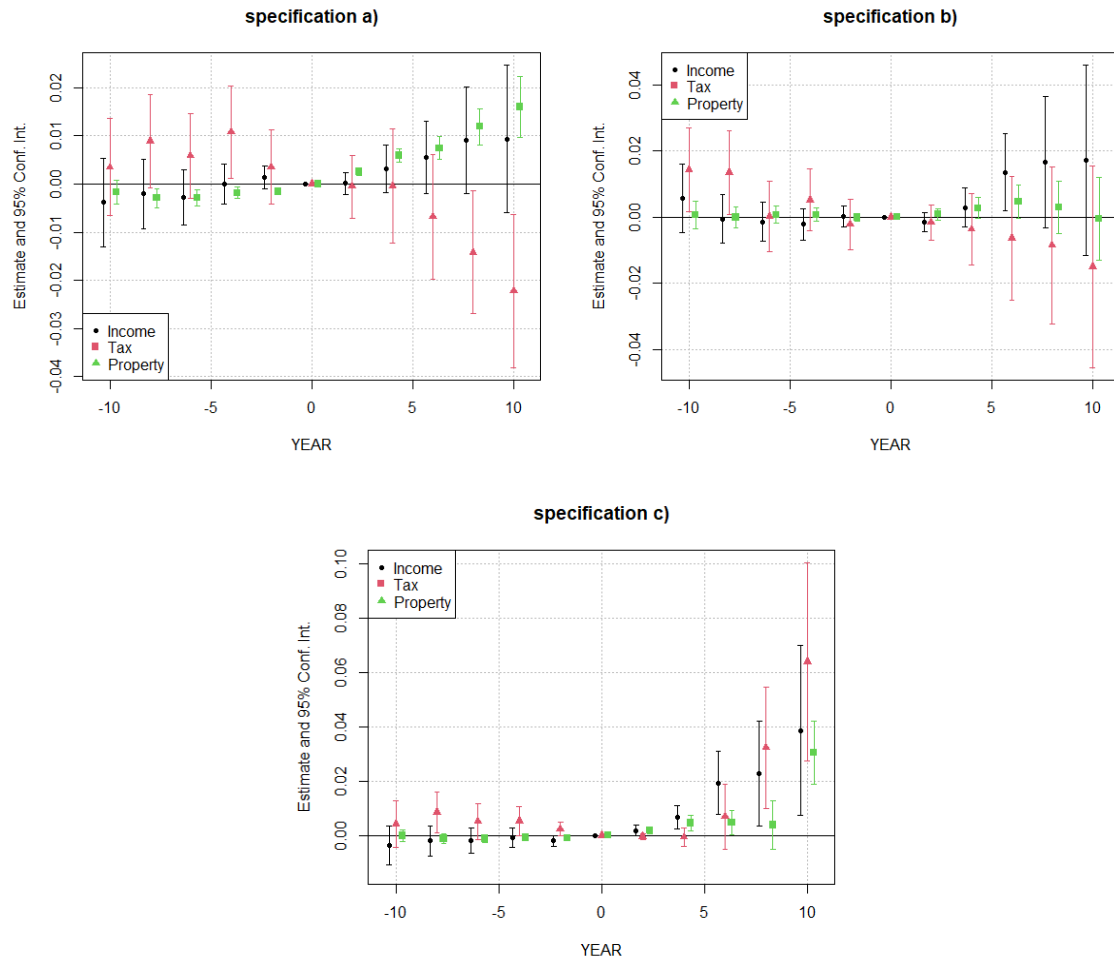 specification a)
Estimate and 95% Conf. Int.
0.02
0.01
0.00
-0.01
-0.02
-0.03
-0.04
Income
Tax
Property
-10
-5
0
5
10
YEAR
specification b)
Estimate and 95% Conf. Int.
0.04
0.02
0.00
-0.02
-0.04
Income
Tax
Property
-10
-5
0
5
10
YEAR
specification c)
Estimate and 95% Conf. Int.
0.10
0.08
0.06
0.04
0.02
0.00
Income
Tax
Property
-10
-5
0
5
10
YEAR